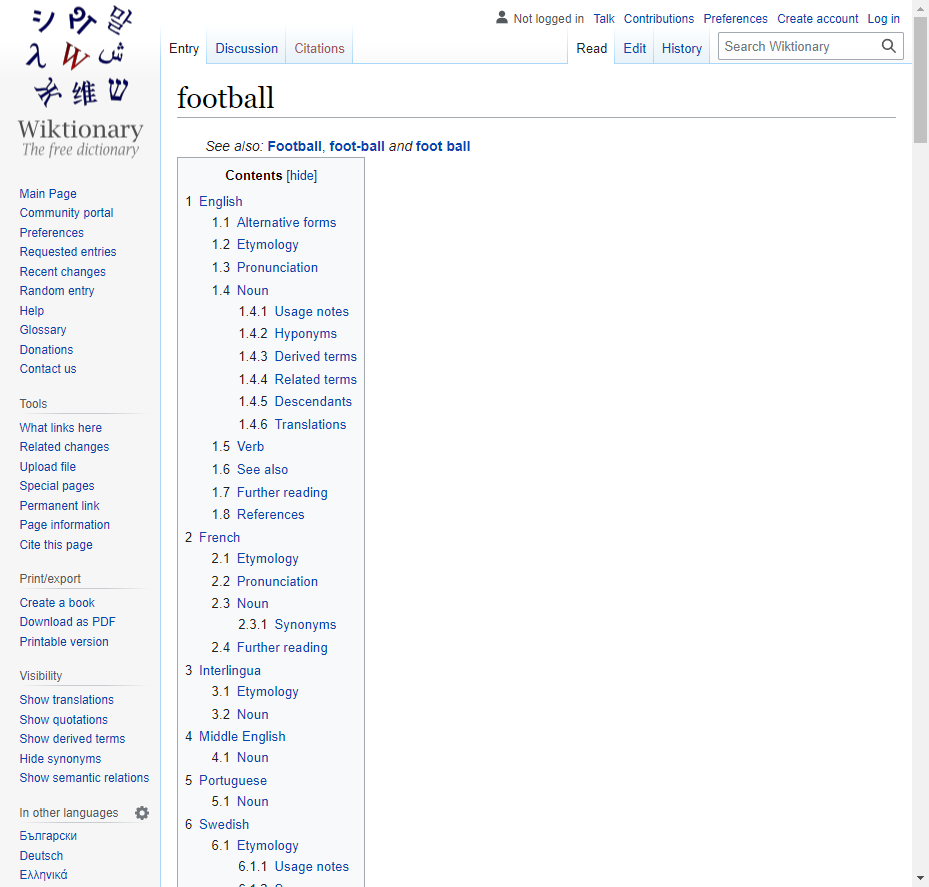 Not logged in Talk Contributions Preferences Create account Log in
Entry Discussion Citations Read Edit History Search Wiktionary
シ ආ 말
λ W ش
维 ש
Wiktionary
The free dictionary
Main Page
Community portal
Preferences
Requested entries
Recent changes
Random entry
Help
Glossary
Donations
Contact us
Tools
What links here
Related changes
Upload file
Special pages
Permanent link
Page information
Cite this page
Print/export
Create a book
Download as PDF
Printable version
Visibility
Show translations
Show quotations
Show derived terms
Hide synonyms
Show semantic relations
In other languages
Български
Deutsch
Ελληνικά
football
See also: Football, foot-ball and foot ball
Contents [hide]
1 English
1.1 Alternative forms
1.2 Etymology
1.3 Pronunciation
1.4 Noun
1.4.1 Usage notes
1.4.2 Hyponyms
1.4.3 Derived terms
1.4.4 Related terms
1.4.5 Descendants
1.4.6 Translations
1.5 Verb
1.6 See also
1.7 Further reading
1.8 References
2 French
2.1 Etymology
2.2 Pronunciation
2.3 Noun
2.3.1 Synonyms
2.4 Further reading
3 Interlingua
3.1 Etymology
3.2 Noun
4 Middle English
4.1 Noun
5 Portuguese
5.1 Noun
6 Swedish
6.1 Etymology
6.1.1 Usage notes